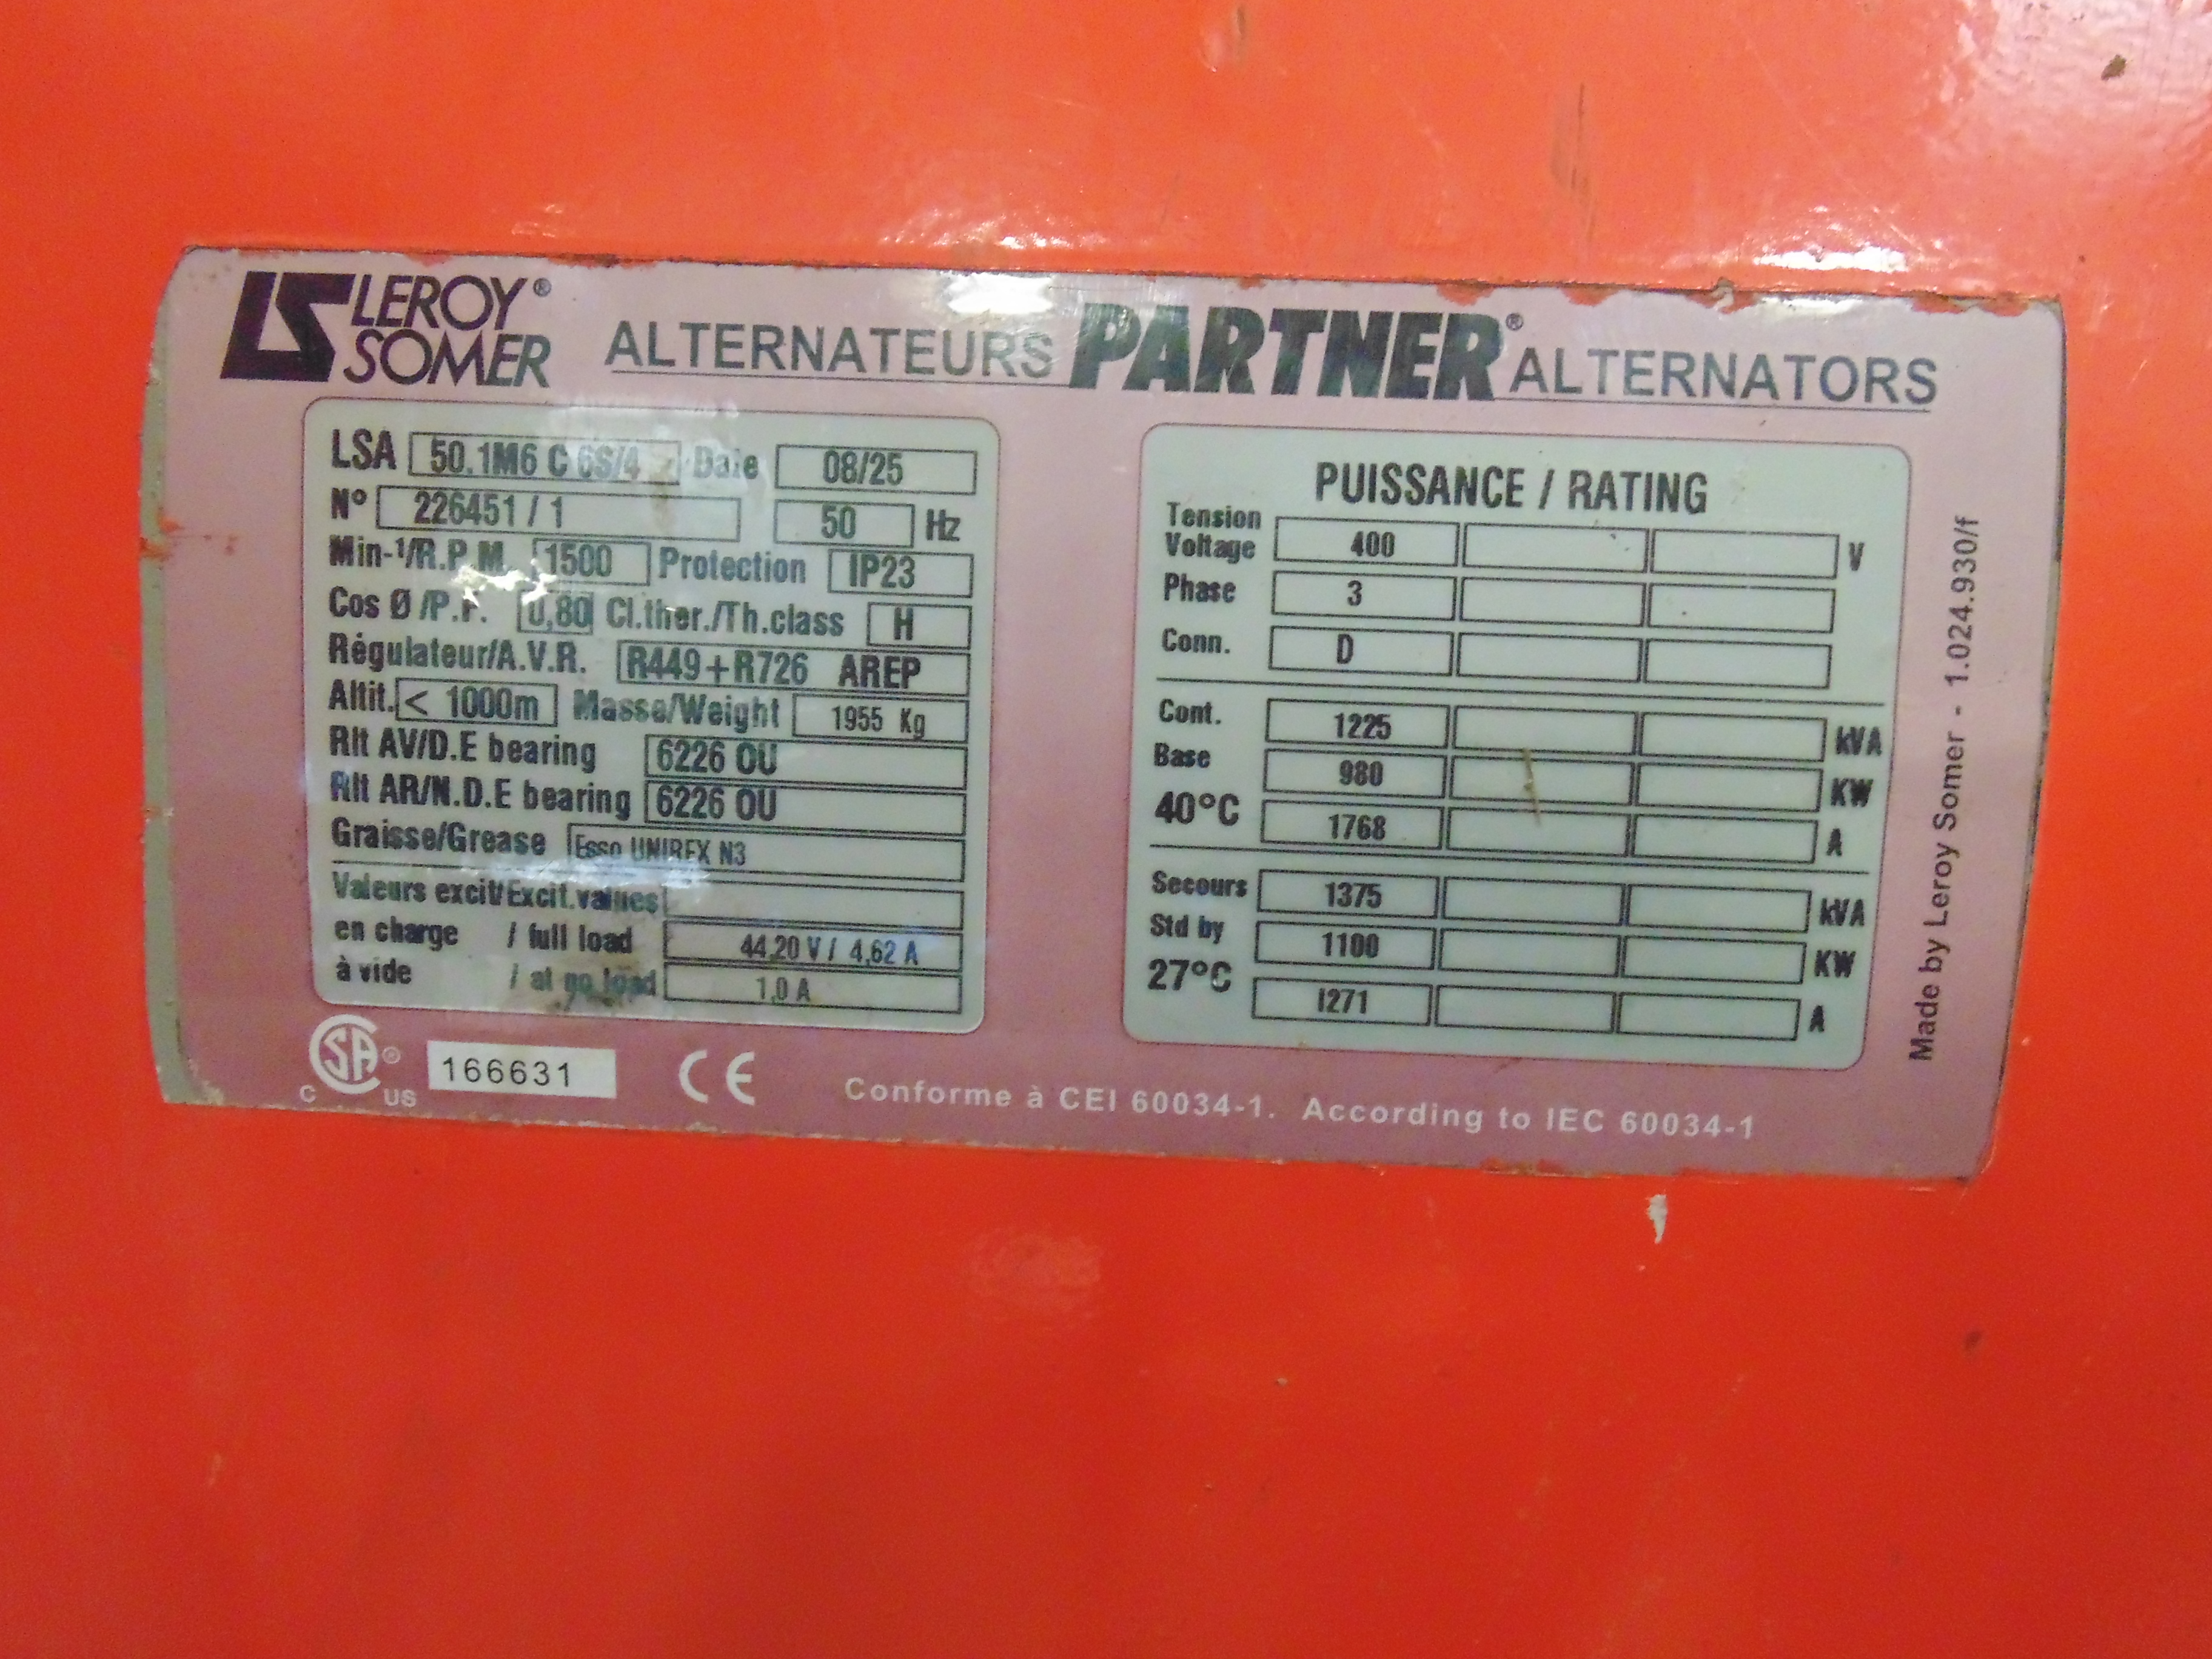 LEROY®
SOMER
ALTERNATEURS PARTNER® ALTERNATORS
LSA 50.1M6 C 6S/4 Date 08/25
N° 226451 / 1 50 Hz
Min-¹/R.P.M. 1500 Protection IP23
Cos Ø /P.F. 0,80 Cl.ther./Th.class H
Régulateur/A.V.R. R449+R726 AREP
Altit. < 1000m Masse/Weight 1955 Kg
Rlt AV/D.E bearing 6226 OU
Rlt AR/N.D.E bearing 6226 OU
Graisse/Grease Esso UNIREX N3
Valeurs excit/Excit.values
en charge / full load 44,20 V / 4,62 A
à vide / at no load 1,0 A
PUISSANCE / RATING
Tension
Voltage 400 V
Phase 3
Conn. D
Cont. 1225 kVA
Base 980 KW
40°C 1768 A
Secours 1375 kVA
Std by 1100 KW
27°C I271 A
Made by Leroy Somer - 1.024.930/f
C SA® US 166631 CE
Conforme à CEI 60034-1. According to IEC 60034-1